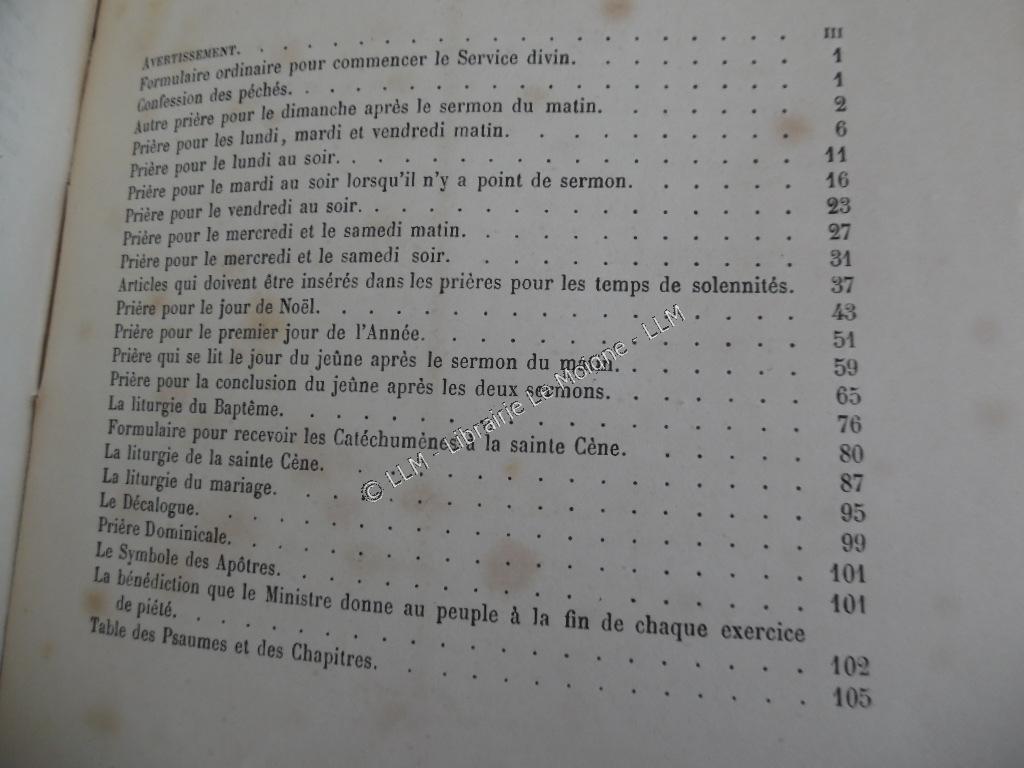 AVERTISSEMENT. . . . . . . . . . . . . . . . . . . . III
Formulaire ordinaire pour commencer le Service divin. . . . . . . 1
Confession des péchés. . . . . . . . . . . . . . . . . . 1
Autre prière pour le dimanche après le sermon du matin. . . . . . 2
Prière pour les lundi, mardi et vendredi matin. . . . . . . . . 6
Prière pour le lundi au soir. . . . . . . . . . . . . . . . 11
Prière pour le mardi au soir lorsqu'il n'y a point de sermon. . . . . . 16
Prière pour le vendredi au soir. . . . . . . . . . . . . . . 23
Prière pour le mercredi et le samedi matin. . . . . . . . . . . 27
Prière pour le mercredi et le samedi soir. . . . . . . . . . . 31
Articles qui doivent être insérés dans les prières pour les temps de solennités. 37
Prière pour le jour de Noël. . . . . . . . . . . . . . . . . 43
Prière pour le premier jour de l'Année. . . . . . . . . . . . 51
Prière qui se lit le jour du jeûne après le sermon du matin. . . . . . 59
Prière pour la conclusion du jeûne après les deux sermons. . . . . . 65
La liturgie du Baptême. . . . . . . . . . . . . . . . . . 76
Formulaire pour recevoir les Catéchumènes à la sainte Cène. . . . . 80
La liturgie de la sainte Cène. . . . . . . . . . . . . . . . 87
La liturgie du mariage. . . . . . . . . . . . . . . . . . 95
Le Décalogue. . . . . . . . . . . . . . . . . . . . . 99
Prière Dominicale. . . . . . . . . . . . . . . . . . . . 101
Le Symbole des Apôtres. . . . . . . . . . . . . . . . . . 101
La bénédiction que le Ministre donne au peuple à la fin de chaque exercice
de piété. . . . . . . . . . . . . . . . . . . . . . 102
Table des Psaumes et des Chapitres. . . . . . . . . . . . . . 105
© LLM - Librairie Le Moigne - LLM